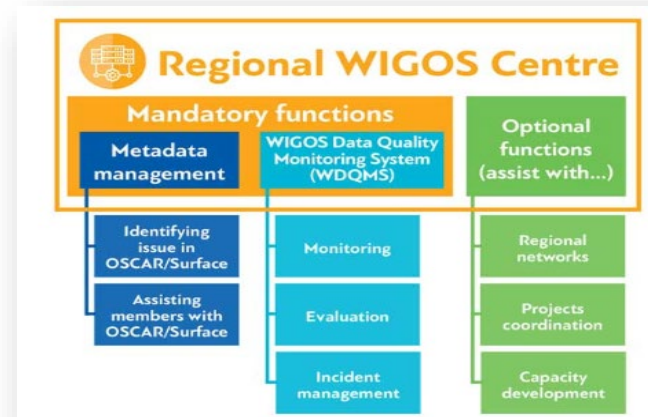 Regional WIGOS Centre
Mandatory functions
Metadata
management
WIGOS Data Quality
Monitoring System
(WDQMS)
Optional
functions
(assist with...)
Identifying
issue in
OSCAR/Surface
Assisting
members with
OSCAR/Surface
Monitoring
Evaluation
Incident
management
Regional
networks
Projects
coordination
Capacity
development